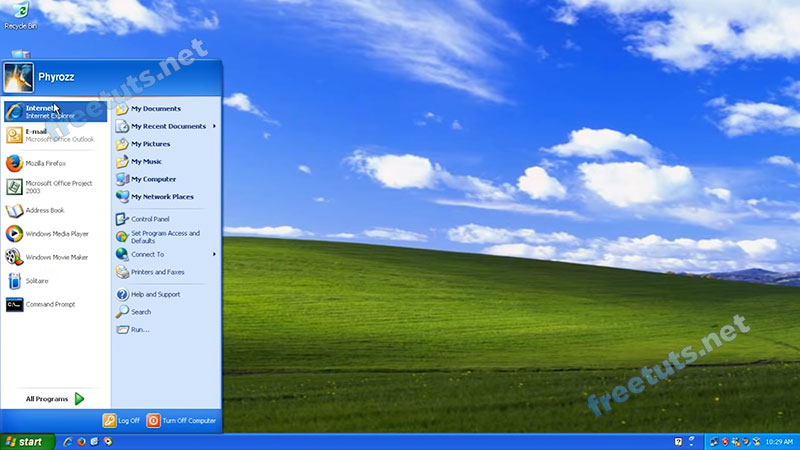 Recycle Bin
freetuts.net
Phyrozz
Internet
Internet Explorer
E-mail
Microsoft Office Outlook
Mozilla Firefox
Microsoft Office Project
2003
Address Book
Windows Media Player
Windows Movie Maker
Solitaire
Command Prompt
All Programs
My Documents
My Recent Documents
My Pictures
My Music
My Computer
My Network Places
Control Panel
Set Program Access and
Defaults
Connect To
Printers and Faxes
Help and Support
Search
Run...
Log Off
Turn Off Computer
freetuts.net
start
10:29 AM